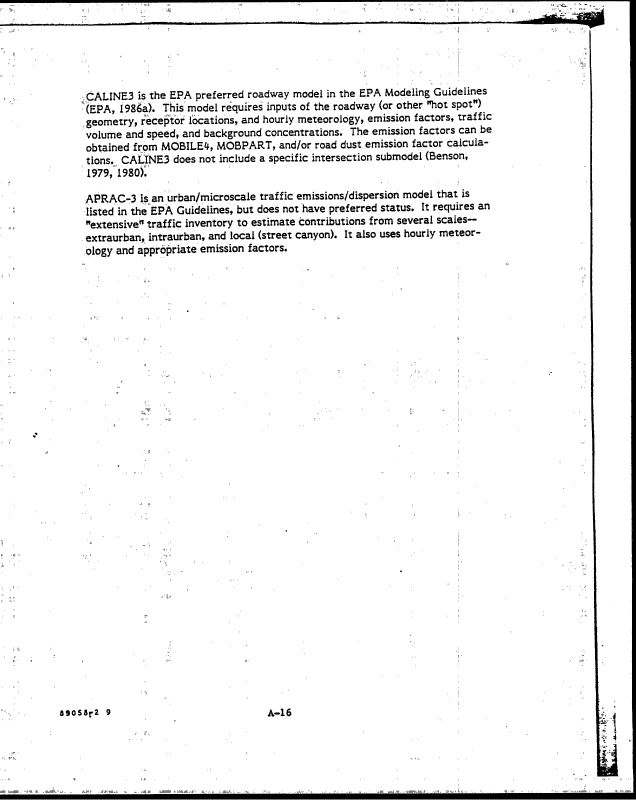 CALINE3 is the EPA preferred roadway model in the EPA Modeling Guidelines
(EPA, 1986a). This model requires inputs of the roadway (or other "hot spot")
geometry, receptor locations, and hourly meteorology, emission factors, traffic
volume and speed, and background concentrations. The emission factors can be
obtained from MOBILE4, MOBPART, and/or road dust emission factor calcula-
tions. CALINE3 does not include a specific intersection submodel (Benson,
1979, 1980).
APRAC-3 is an urban/microscale traffic emissions/dispersion model that is
listed in the EPA Guidelines, but does not have preferred status. It requires an
"extensive" traffic inventory to estimate contributions from several scales--
extraurban, intraurban, and local (street canyon). It also uses hourly meteor-
ology and appropriate emission factors.
89058r2 9
A-16